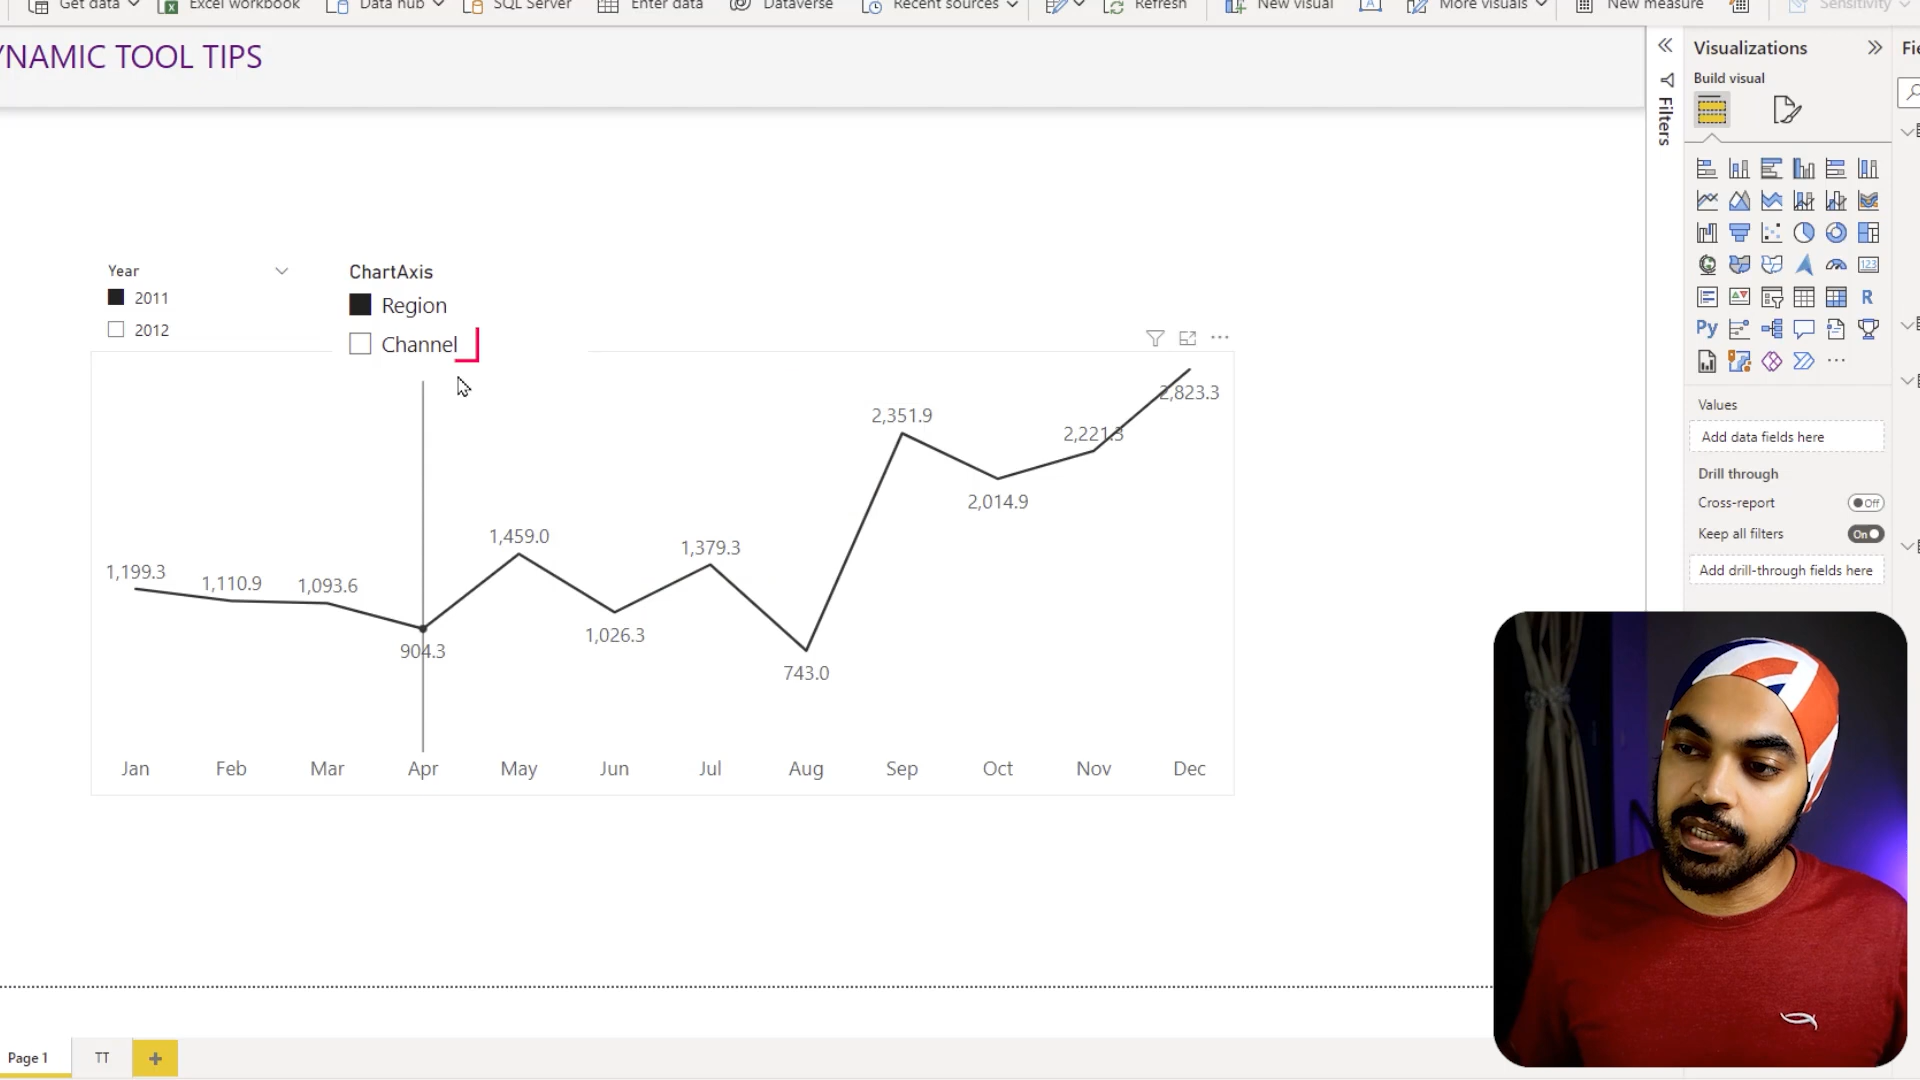 Get data
Excel workbook
Data hub
SQL Server
Enter data
Dataverse
Recent sources
Refresh
New visual
More visuals
New measure
Sensitivity
YNAMIC TOOL TIPS
Filters
Visualizations
Build visual
Year
2011
2012
ChartAxis
Region
Channel
2,823.3
2,351.9
2,221.3
2,014.9
1,459.0
1,379.3
1,199.3
1,110.9
1,093.6
904.3
1,026.3
743.0
Jan Feb Mar Apr May Jun Jul Aug Sep Oct Nov Dec
123
R
Py
Values
Add data fields here
Drill through
Cross-report
Off
Keep all filters
On
Add drill-through fields here
Page 1
TT
+